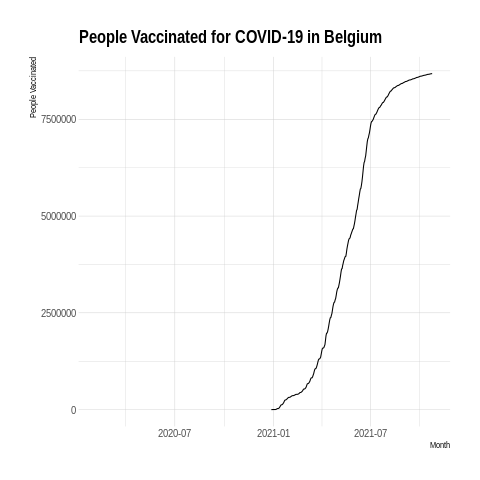 People Vaccinated for COVID-19 in Belgium
People Vaccinated
7500000
5000000
2500000
0
2020-07 2021-01 2021-07
Month